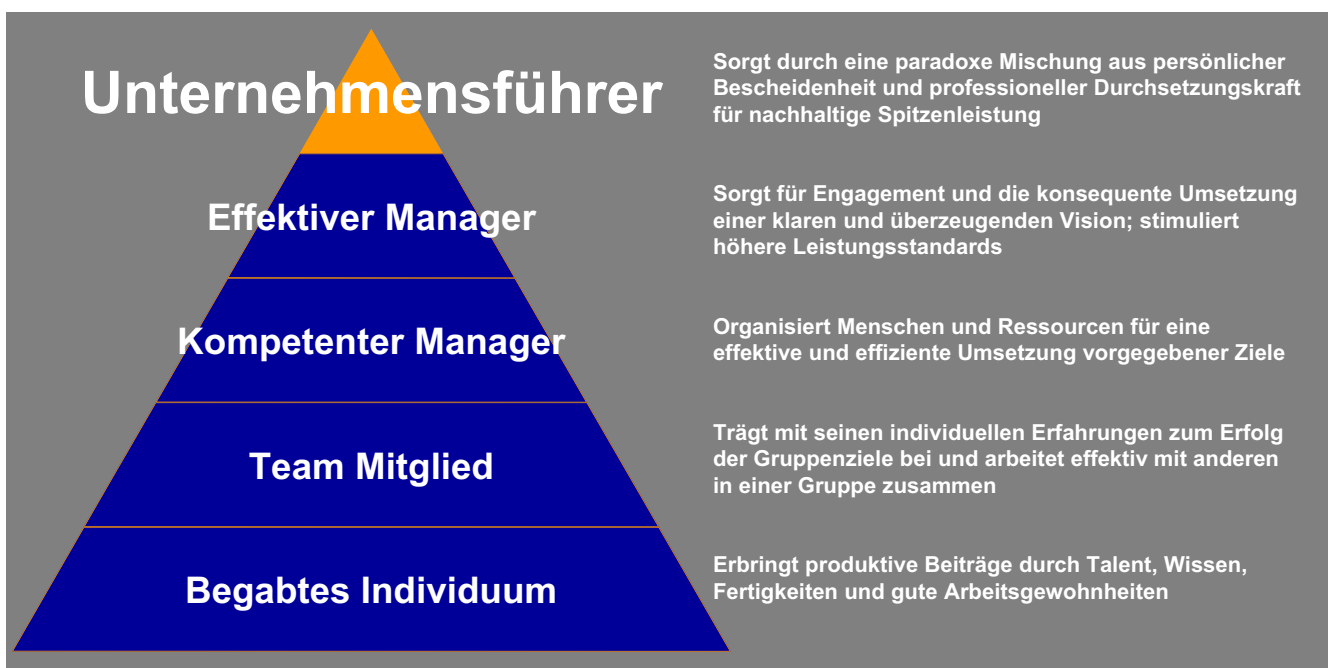 Unternehmensführer
Sorgt durch eine paradoxe Mischung aus persönlicher
Bescheidenheit und professioneller Durchsetzungskraft
für nachhaltige Spitzenleistung
Effektiver Manager
Sorgt für Engagement und die konsequente Umsetzung
einer klaren und überzeugenden Vision; stimuliert
höhere Leistungsstandards
Kompetenter Manager
Organisiert Menschen und Ressourcen für eine
effektive und effiziente Umsetzung vorgegebener Ziele
Team Mitglied
Trägt mit seinen individuellen Erfahrungen zum Erfolg
der Gruppenziele bei und arbeitet effektiv mit anderen
in einer Gruppe zusammen
Begabtes Individuum
Erbringt produktive Beiträge durch Talent, Wissen,
Fertigkeiten und gute Arbeitsgewohnheiten